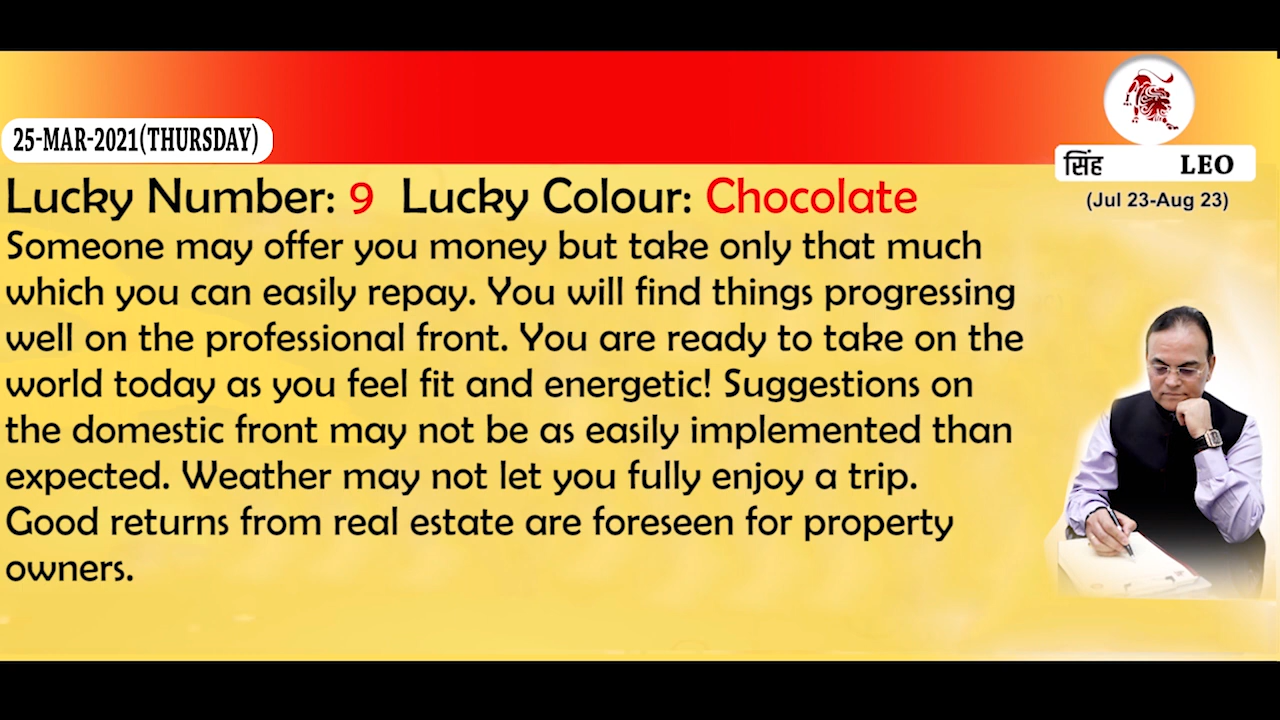 25-MAR-2021(THURSDAY)
सिंह LEO
(Jul 23-Aug 23)
Lucky Number: 9 Lucky Colour: Chocolate
Someone may offer you money but take only that much
which you can easily repay. You will find things progressing
well on the professional front. You are ready to take on the
world today as you feel fit and energetic! Suggestions on
the domestic front may not be as easily implemented than
expected. Weather may not let you fully enjoy a trip.
Good returns from real estate are foreseen for property
owners.